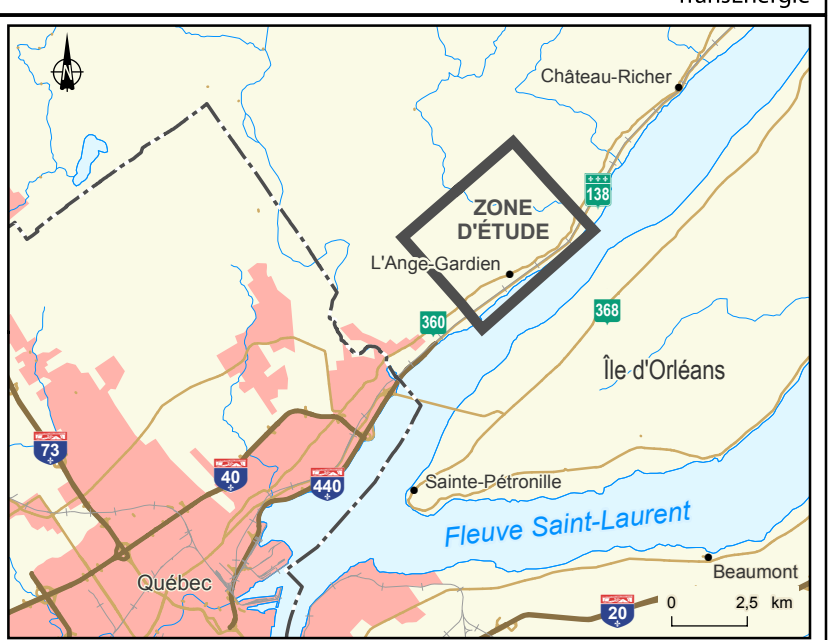 TransÉnergie
N
Château-Richer
138
ZONE
D'ÉTUDE
L'Ange-Gardien
360
368
Île d'Orléans
73
40
440
Sainte-Pétronille
Fleuve Saint-Laurent
Beaumont
Québec
20
0 2,5 km